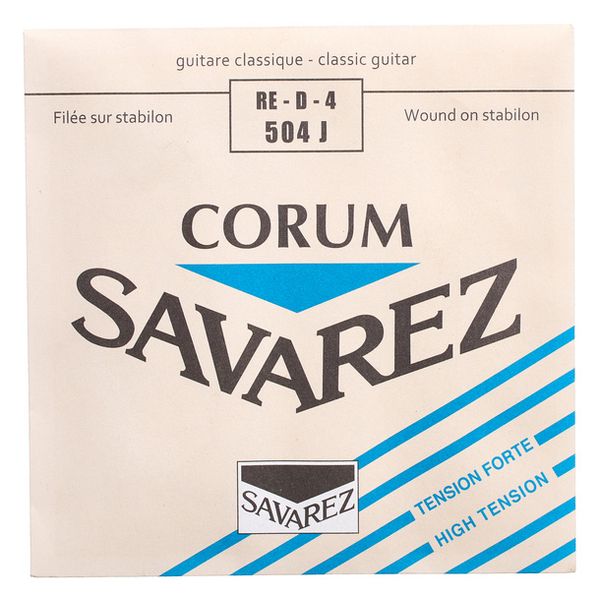 guitare classique - classic guitar
RE - D - 4
504 J
Filée sur stabilon
Wound on stabilon
CORUM
SAVAREZ
TENSION FORTE
HIGH TENSION
SAVAREZ